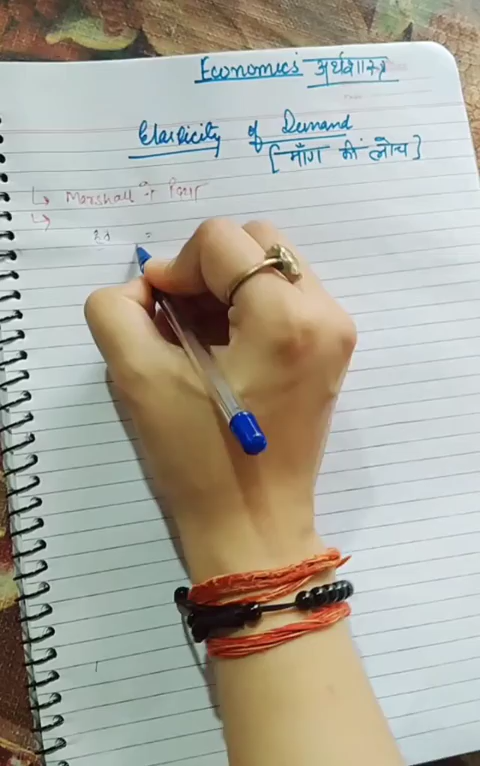 Economics अर्थशास्त्र
Elasticity of Demand
[माँग की लोच]
↳ Marshall ने दिया
↳
=